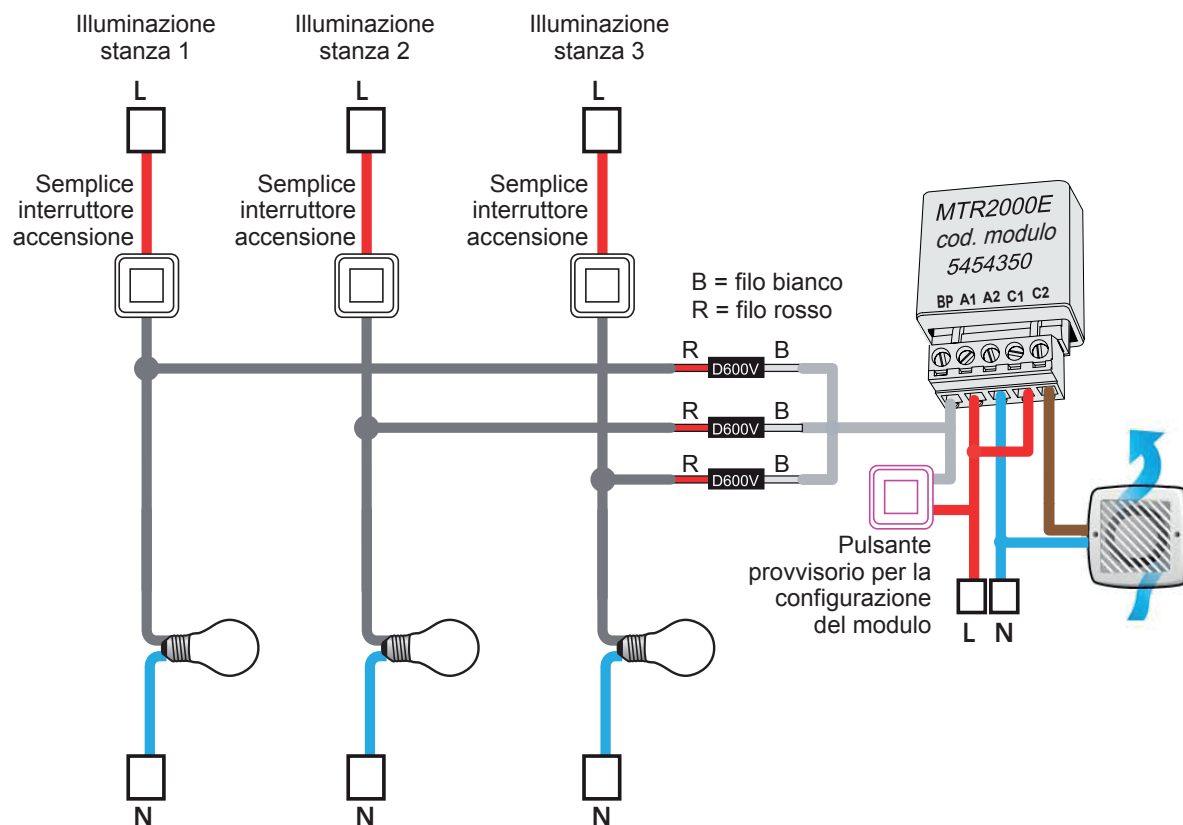 Illuminazione
stanza 1
Illuminazione
stanza 2
Illuminazione
stanza 3
L
L
L
Semplice
interruttore
accensione
Semplice
interruttore
accensione
Semplice
interruttore
accensione
MTR2000E
cod. modulo
5454350
BP A1 A2 C1 C2
B = filo bianco
R = filo rosso
R D600V B
R D600V B
R D600V B
Pulsante
provvisorio per la
configurazione
del modulo
L N
N
N
N